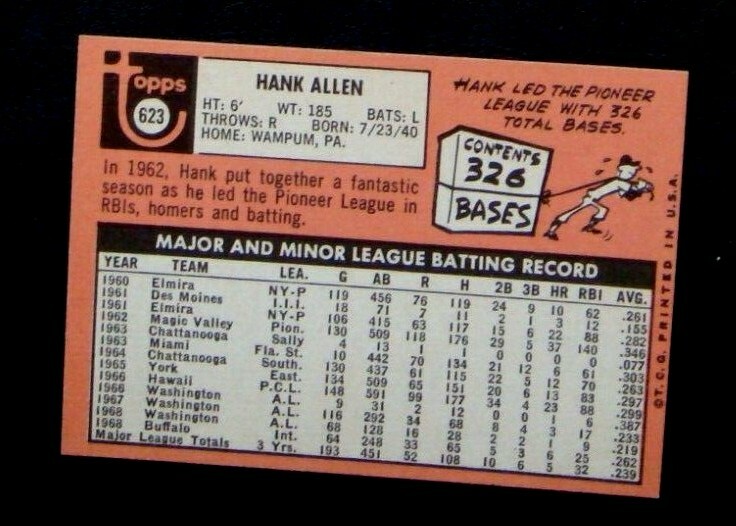 topps
623
HANK ALLEN
HT: 6' WT: 185 BATS: L
THROWS: R BORN: 7/23/40
HOME: WAMPUM, PA.
In 1962, Hank put together a fantastic
season as he led the Pioneer League in
RBIs, homers and batting.
HANK LED THE PIONEER
LEAGUE WITH 326
TOTAL BASES.
CONTENTS
326
BASES
MAJOR AND MINOR LEAGUE BATTING RECORD
YEAR TEAM LEA. G AB R H 2B 3B HR RBI AVG.
1960 Elmira NY-P 119 456 76 119 24 9 10 62 .261
1961 Des Moines I.I.I. 18 71 7 11 2 1 3 12 .155
1961 Elmira NY-P 106 415 63 117 15 6 22 88 .282
1962 Magic Valley Pion. 130 509 118 176 29 5 37 140 .346
1963 Chattanooga Sally 4 13 1 1 0 0 0 0 .077
1963 Miami Fla. St. 10 442 70 134 21 12 6 61 .303
1964 Chattanooga South. 130 437 61 115 22 5 12 70 .263
1965 York East. 134 509 65 151 20 6 13 83 .297
1966 Hawaii P.C.L. 148 591 99 177 34 4 23 88 .299
1966 Washington A.L. 9 31 2 12 0 0 1 6 .387
1967 Washington A.L. 116 292 34 68 8 4 3 17 .233
1968 Washington A.L. 68 128 16 28 2 2 1 9 .219
1968 Buffalo Int. 64 248 33 65 5 3 6 25 .262
Major League Totals 3 Yrs. 193 451 52 108 10 6 5 32 .239
©T.C.G. PRINTED IN U.S.A.